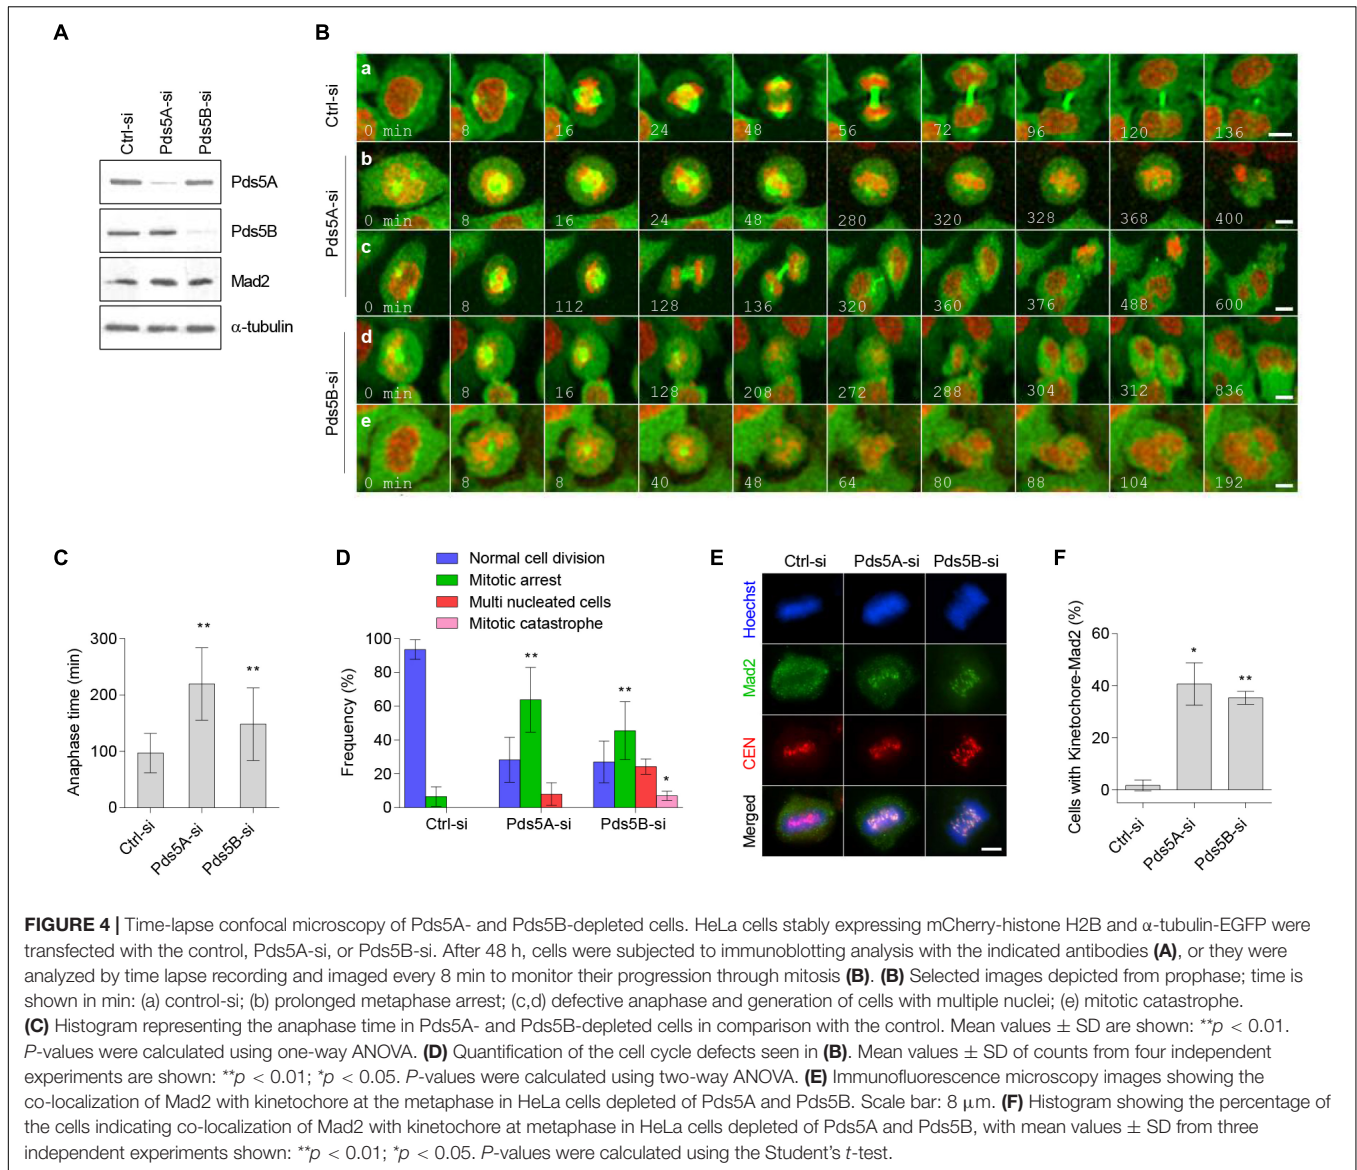 A
Ctrl-si
Pds5A-si
Pds5B-si
Pds5A
Pds5B
Mad2
α-tubulin
B
Ctrl-si
a
0 min 8 16 24 48 56 72 96 120 136
Pds5A-si
b
0 min 8 16 24 48 280 320 328 368 400
c
0 min 8 112 128 136 320 360 376 488 600
Pds5B-si
d
0 min 8 16 128 208 272 288 304 312 836
e
0 min 8 8 40 48 64 80 88 104 192
C
Anaphase time (min)
300
200
100
0
**
**
Ctrl-si
Pds5A-si
Pds5B-si
D
Normal cell division
Mitotic arrest
Multi nucleated cells
Mitotic catastrophe
Frequency (%)
100
80
60
40
20
0
**
**
*
Ctrl-si Pds5A-si Pds5B-si
E
Ctrl-si Pds5A-si Pds5B-si
Hoechst
Mad2
CEN
Merged
F
Cells with Kinetochore-Mad2 (%)
60
40
20
0
*
**
Ctrl-si
Pds5A-si
Pds5B-si
FIGURE 4 | Time-lapse confocal microscopy of Pds5A- and Pds5B-depleted cells. HeLa cells stably expressing mCherry-histone H2B and α-tubulin-EGFP were
transfected with the control, Pds5A-si, or Pds5B-si. After 48 h, cells were subjected to immunoblotting analysis with the indicated antibodies (A), or they were
analyzed by time lapse recording and imaged every 8 min to monitor their progression through mitosis (B). (B) Selected images depicted from prophase; time is
shown in min: (a) control-si; (b) prolonged metaphase arrest; (c,d) defective anaphase and generation of cells with multiple nuclei; (e) mitotic catastrophe.
(C) Histogram representing the anaphase time in Pds5A- and Pds5B-depleted cells in comparison with the control. Mean values ± SD are shown: **p < 0.01.
P-values were calculated using one-way ANOVA. (D) Quantification of the cell cycle defects seen in (B). Mean values ± SD of counts from four independent
experiments are shown: **p < 0.01; *p < 0.05. P-values were calculated using two-way ANOVA. (E) Immunofluorescence microscopy images showing the
co-localization of Mad2 with kinetochore at the metaphase in HeLa cells depleted of Pds5A and Pds5B. Scale bar: 8 μm. (F) Histogram showing the percentage of
the cells indicating co-localization of Mad2 with kinetochore at metaphase in HeLa cells depleted of Pds5A and Pds5B, with mean values ± SD from three
independent experiments shown: **p < 0.01; *p < 0.05. P-values were calculated using the Student's t-test.